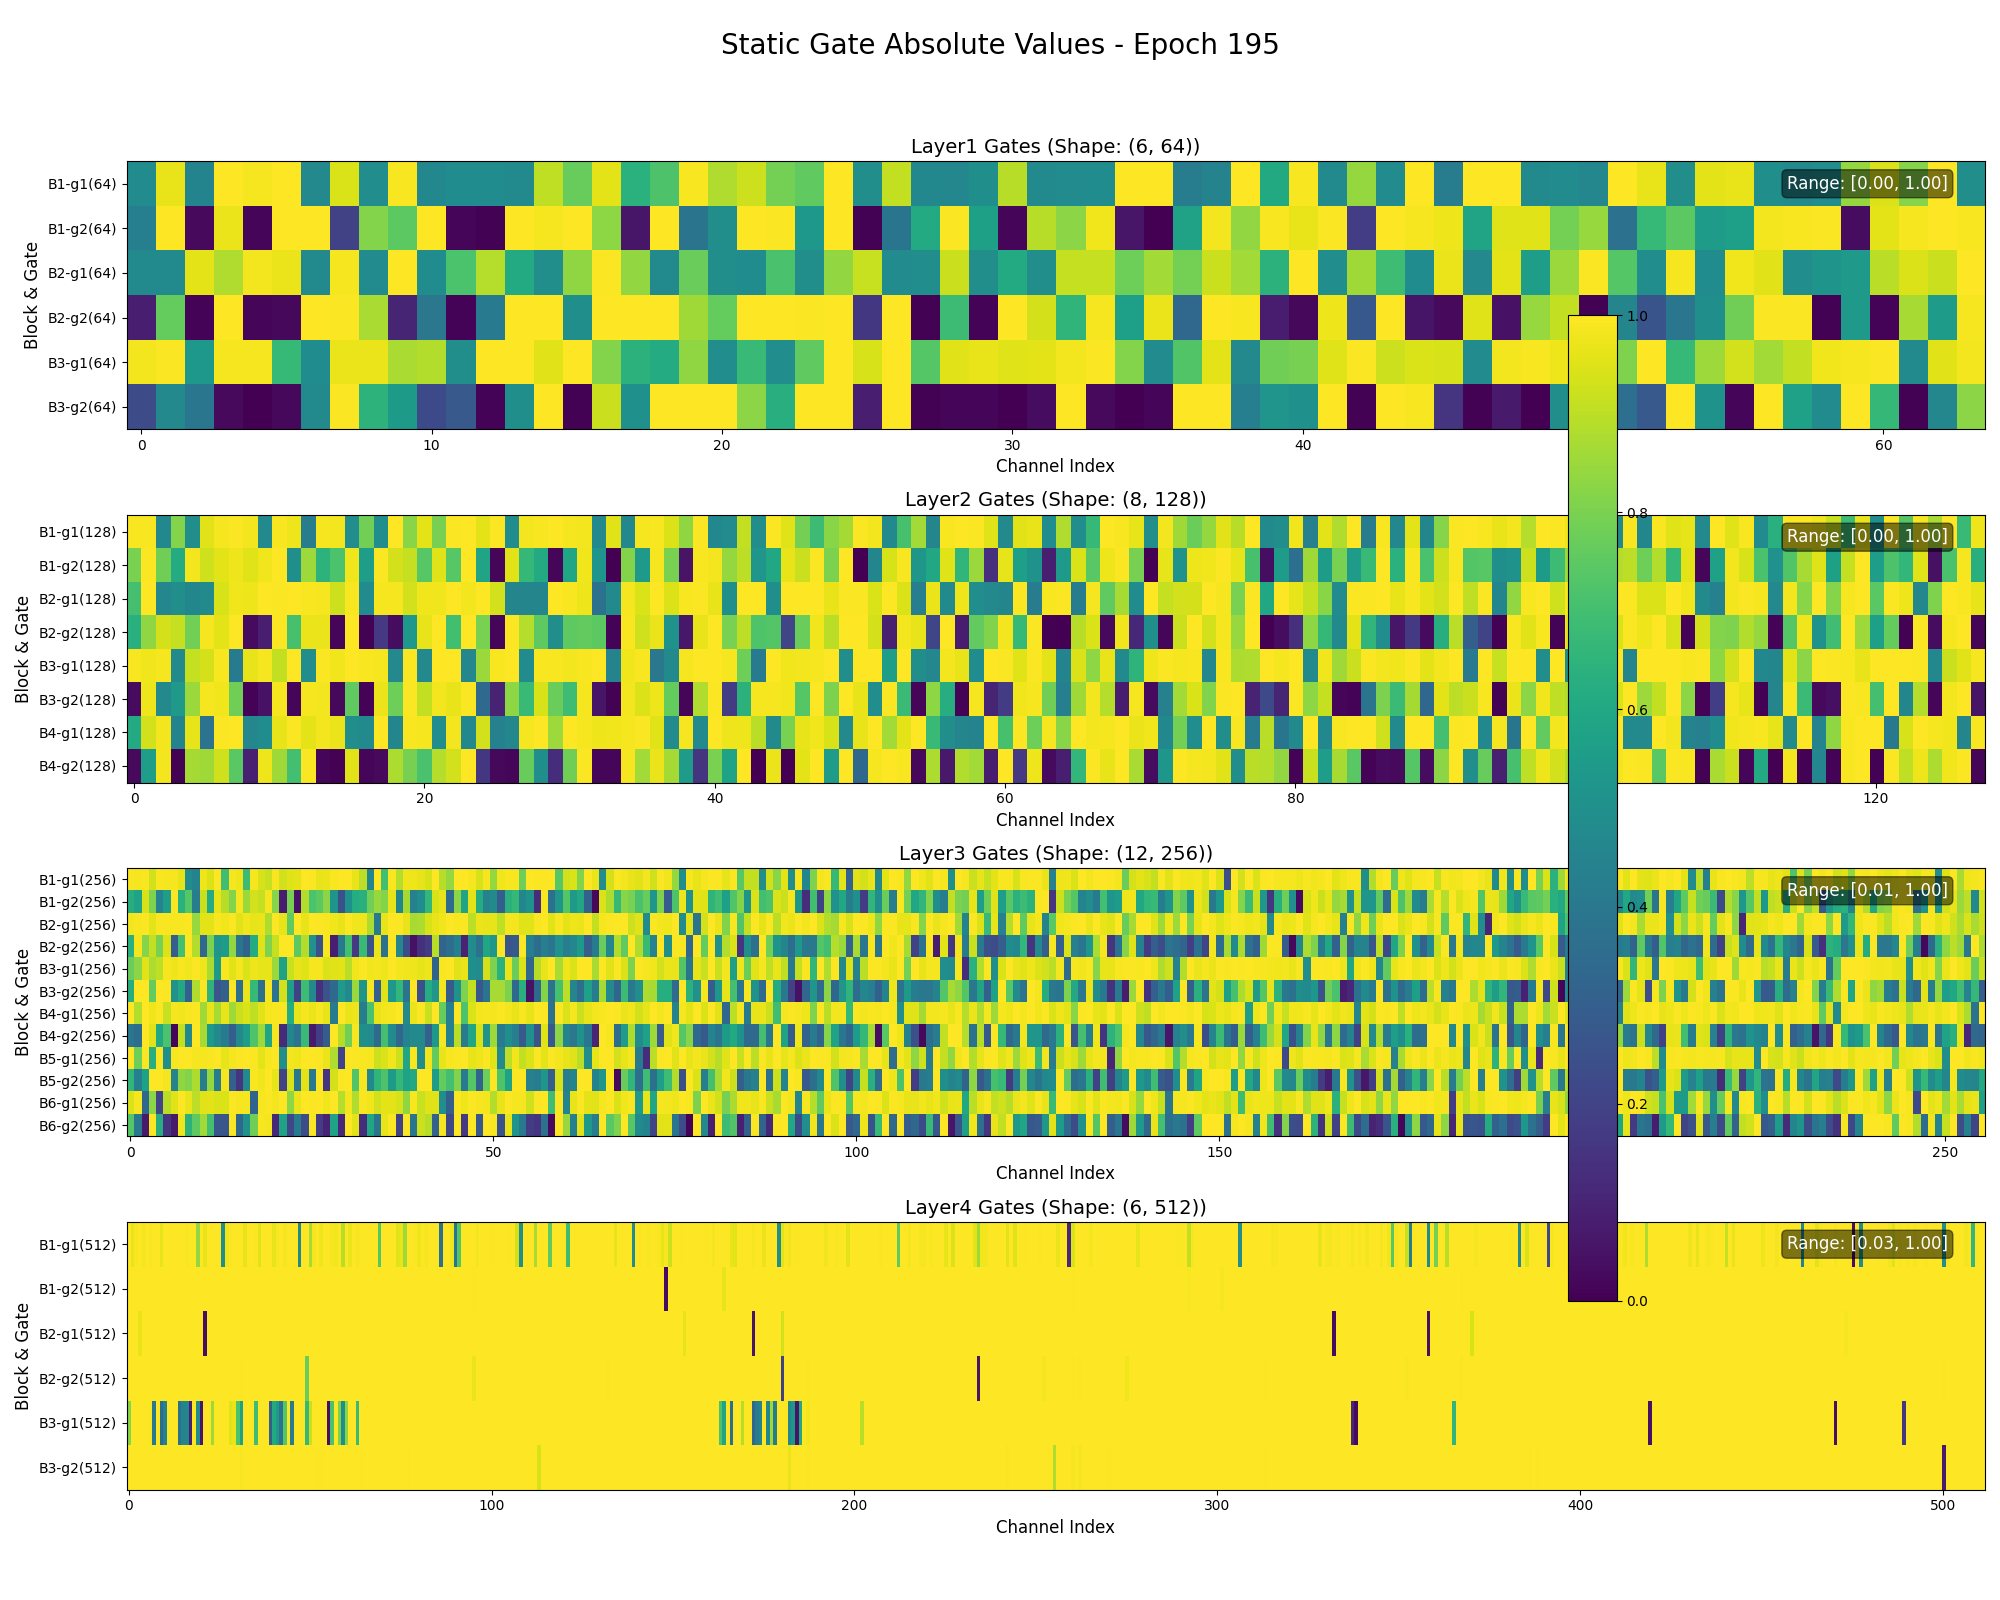 Static Gate Absolute Values - Epoch 195
Layer1 Gates (Shape: (6, 64))
Block & Gate
B1-g1(64)
B1-g2(64)
B2-g1(64)
B2-g2(64)
B3-g1(64)
B3-g2(64)
Range: [0.00, 1.00]
0 10 20 30 40 60
Channel Index
Layer2 Gates (Shape: (8, 128))
Block & Gate
B1-g1(128)
B1-g2(128)
B2-g1(128)
B2-g2(128)
B3-g1(128)
B3-g2(128)
B4-g1(128)
B4-g2(128)
Range: [0.00, 1.00]
0 20 40 60 80 120
Channel Index
Layer3 Gates (Shape: (12, 256))
Block & Gate
B1-g1(256)
B1-g2(256)
B2-g1(256)
B2-g2(256)
B3-g1(256)
B3-g2(256)
B4-g1(256)
B4-g2(256)
B5-g1(256)
B5-g2(256)
B6-g1(256)
B6-g2(256)
Range: [0.01, 1.00]
0 50 100 150 250
Channel Index
Layer4 Gates (Shape: (6, 512))
Block & Gate
B1-g1(512)
B1-g2(512)
B2-g1(512)
B2-g2(512)
B3-g1(512)
B3-g2(512)
Range: [0.03, 1.00]
0 100 200 300 400 500
Channel Index
1.0
0.8
0.6
0.4
0.2
0.0